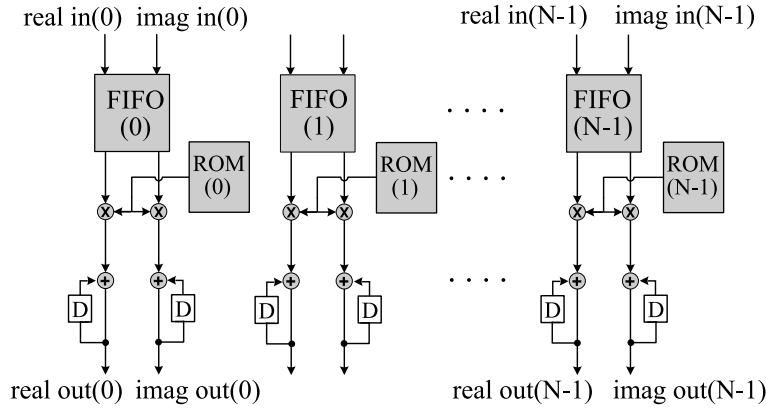 real in(0) imag in(0) real in(N-1) imag in(N-1)
FIFO (0)
FIFO (1)
. . . .
FIFO (N-1)
ROM (0)
ROM (1)
. . . .
ROM (N-1)
x x x x x x
+ + + + . . . . + +
D D D D D D
real out(0) imag out(0) real out(N-1) imag out(N-1)